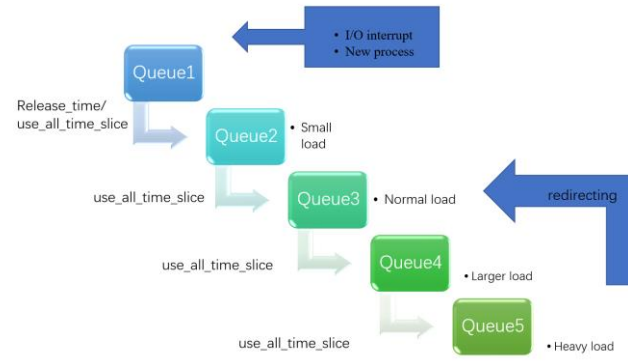 • I/O interrupt
• New process
Queue1
Release_time/
use_all_time_slice
Queue2
• Small
load
use_all_time_slice
Queue3
• Normal load
redirecting
use_all_time_slice
Queue4
• Larger load
use_all_time_slice
Queue5
• Heavy load